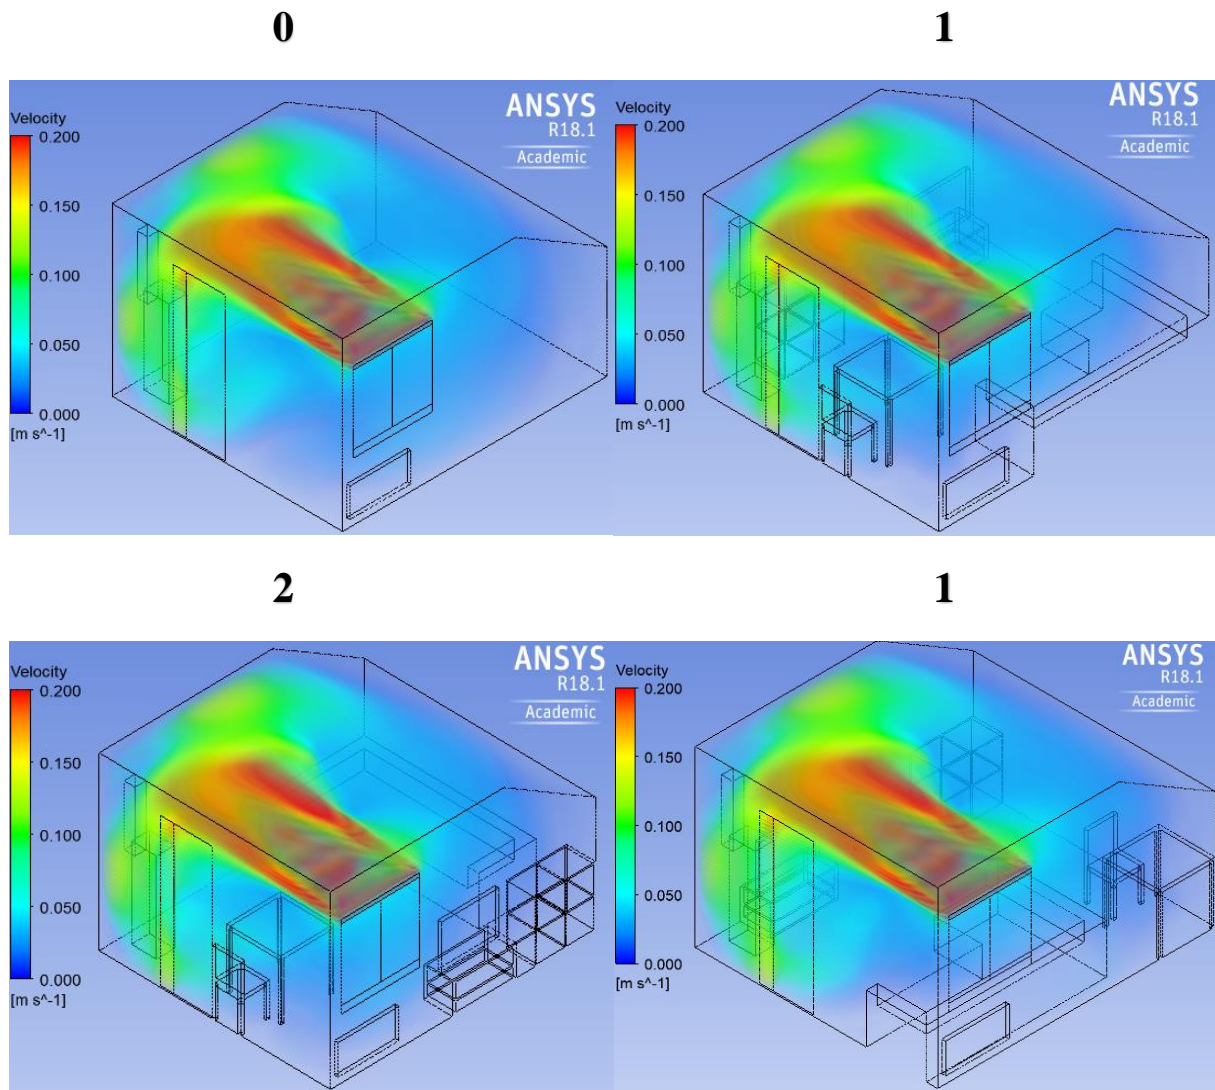 0
1
Velocity
0.200
0.150
0.100
0.050
0.000
[m s^-1]
ANSYS
R18.1
Academic
Velocity
0.200
0.150
0.100
0.050
0.000
[m s^-1]
ANSYS
R18.1
Academic
2
1
Velocity
0.200
0.150
0.100
0.050
0.000
[m s^-1]
ANSYS
R18.1
Academic
Velocity
0.200
0.150
0.100
0.050
0.000
[m s^-1]
ANSYS
R18.1
Academic